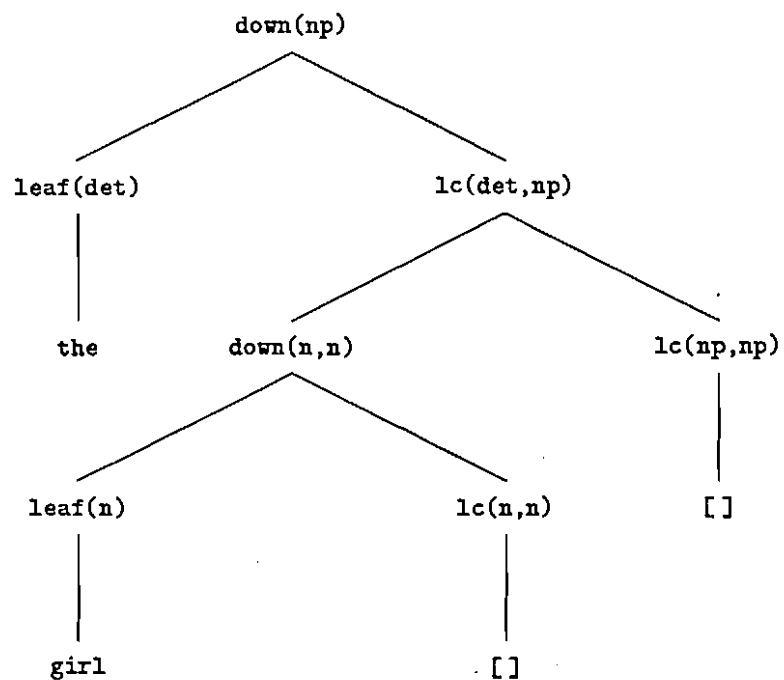 down(np)
leaf(det) lc(det,np)
the down(n,n) lc(np,np)
leaf(n) lc(n,n) []
girl []